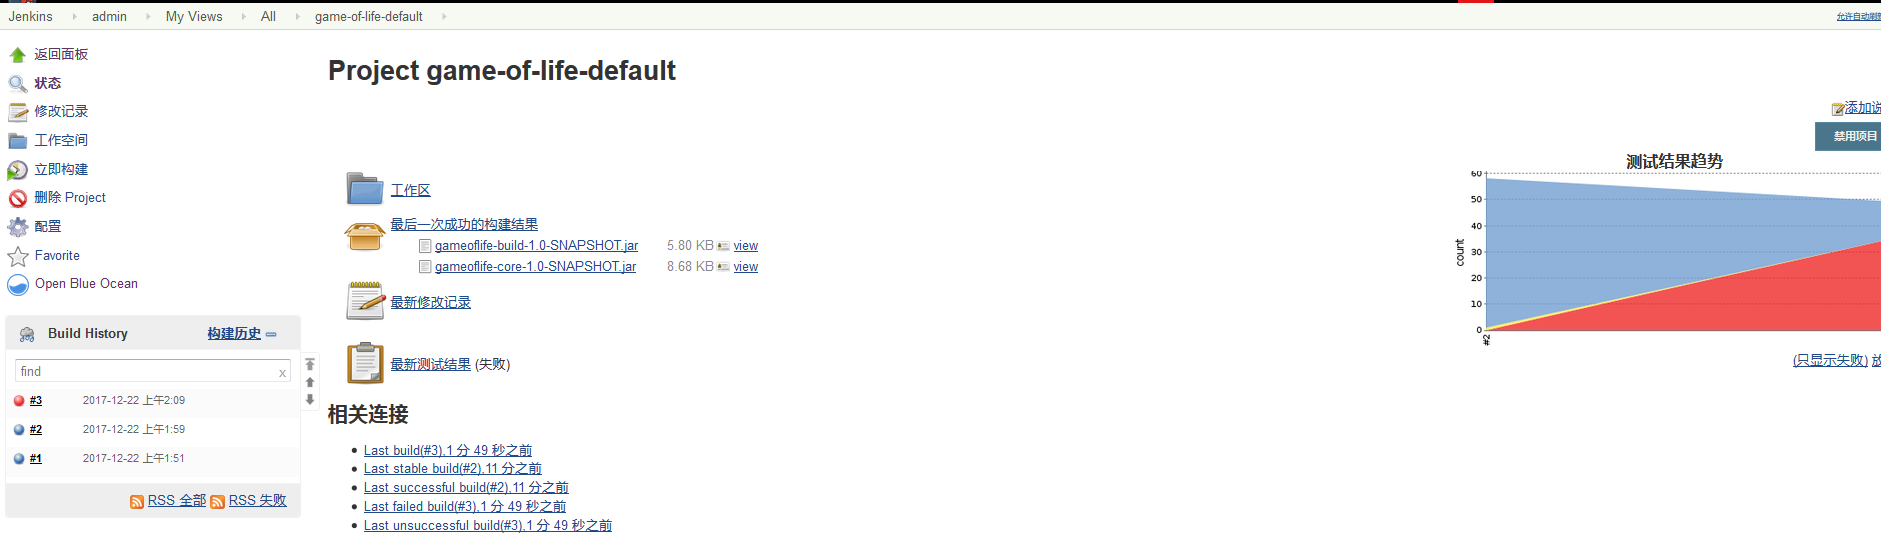 Jenkins admin My Views All game-of-life-default
允许自动刷
返回面板
状态
修改记录
工作空间
立即构建
删除 Project
配置
Favorite
Open Blue Ocean
Build History 构建历史
find x
#3 2017-12-22 上午2:09
#2 2017-12-22 上午1:59
#1 2017-12-22 上午1:51
RSS 全部 RSS 失败
Project game-of-life-default
添加说
禁用项目
工作区
最后一次成功的构建结果
gameoflife-build-1.0-SNAPSHOT.jar 5.80 KB view
gameoflife-core-1.0-SNAPSHOT.jar 8.68 KB view
最新修改记录
最新测试结果 (失败)
相关连接
Last build(#3),1 分 49 秒之前
Last stable build(#2),11 分之前
Last successful build(#2),11 分之前
Last failed build(#3),1 分 49 秒之前
Last unsuccessful build(#3),1 分 49 秒之前
测试结果趋势
60
50
40
30
20
10
0
count
#2
(只显示失败) 放